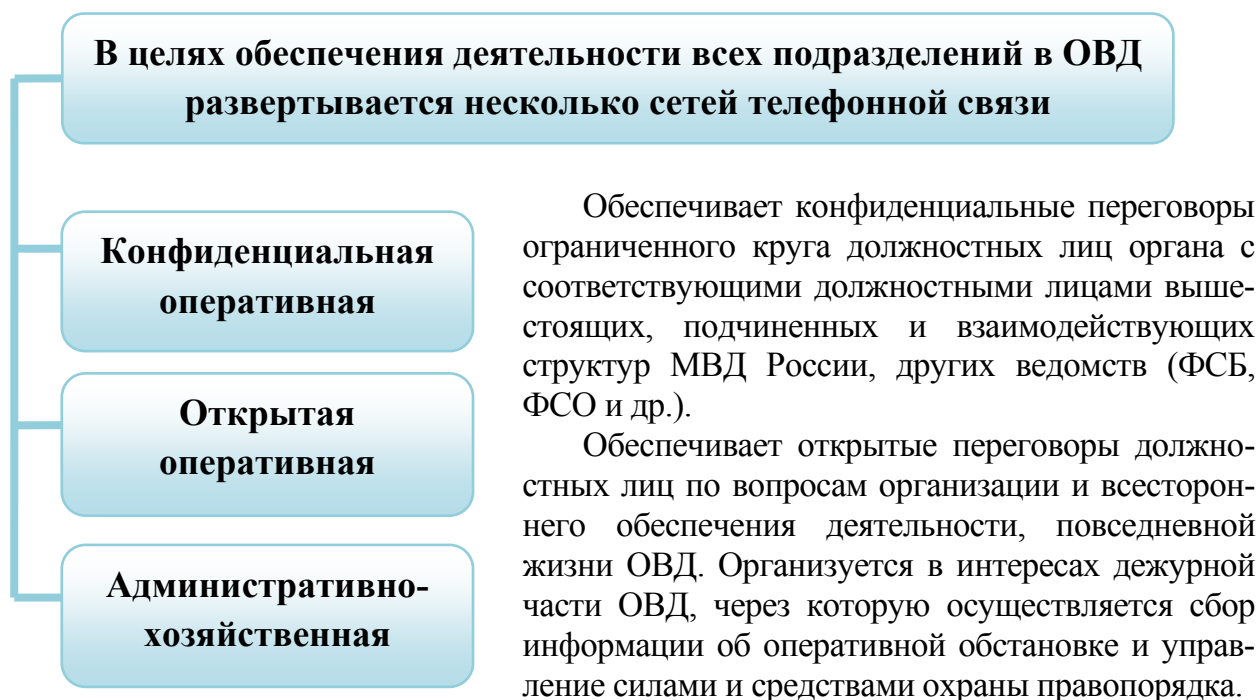 В целях обеспечения деятельности всех подразделений в ОВД
развертывается несколько сетей телефонной связи
Конфиденциальная
оперативная
Открытая
оперативная
Административно-
хозяйственная
Обеспечивает конфиденциальные переговоры
ограниченного круга должностных лиц органа с
соответствующими должностными лицами выше-
стоящих, подчиненных и взаимодействующих
структур МВД России, других ведомств (ФСБ,
ФСО и др.).
Обеспечивает открытые переговоры должно-
стных лиц по вопросам организации и всесторон-
него обеспечения деятельности, повседневной
жизни ОВД. Организуется в интересах дежурной
части ОВД, через которую осуществляется сбор
информации об оперативной обстановке и управ-
ление силами и средствами охраны правопорядка.